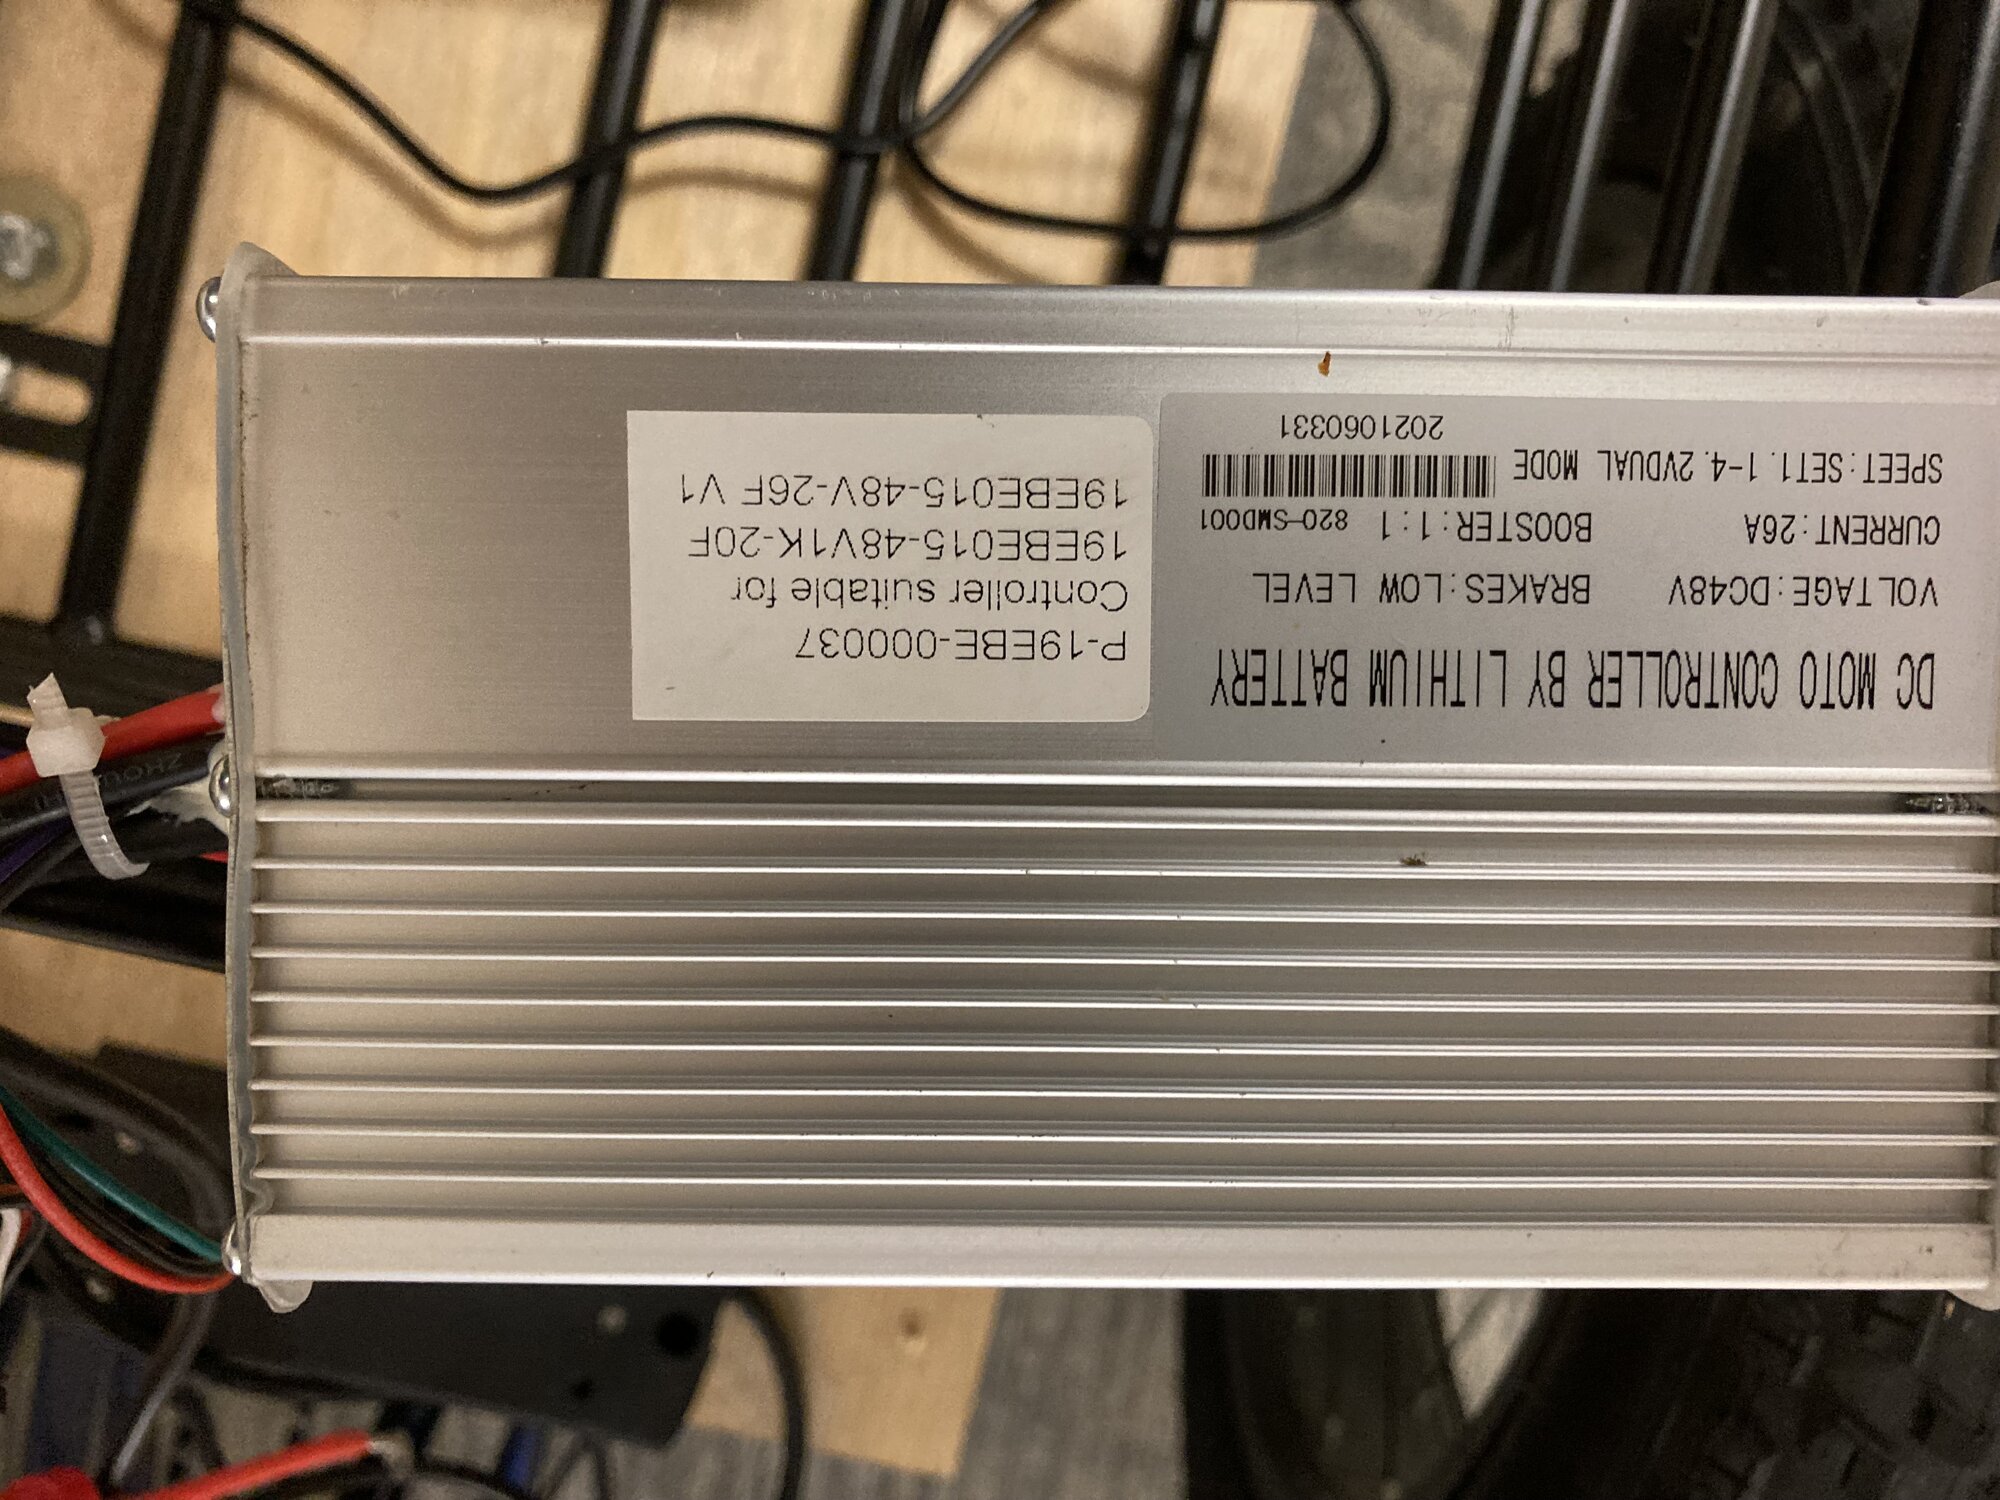 DC MOTO CONTROLLER BY LITHIUM BATTERY
VOLTAGE:DC48V BRAKES:LOW LEVEL
CURRENT:26A BOOSTER:1:1 820-SMD001
SPEET:SET1.1-4.2VDUAL MODE
2021060331
P-19EBE-000037
Controller suitable for
19EBE015-48V1K-20F
19EBE015-48V-26F V1